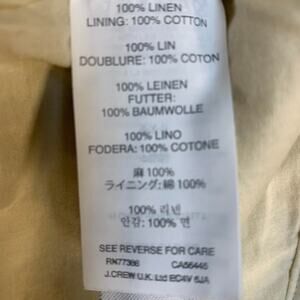 100% LINEN
LINING: 100% COTTON
100% LIN
DOUBLURE: 100% COTON
100% LEINEN
FUTTER:
100% BAUMWOLLE
100% LINO
FODERA: 100% COTONE
麻 100%
ライニング: 綿 100%
100% 리넨
안감: 100% 면
SEE REVERSE FOR CARE
RN77388 CA56445
J.CREW U.K. Ltd EC4V 6JA